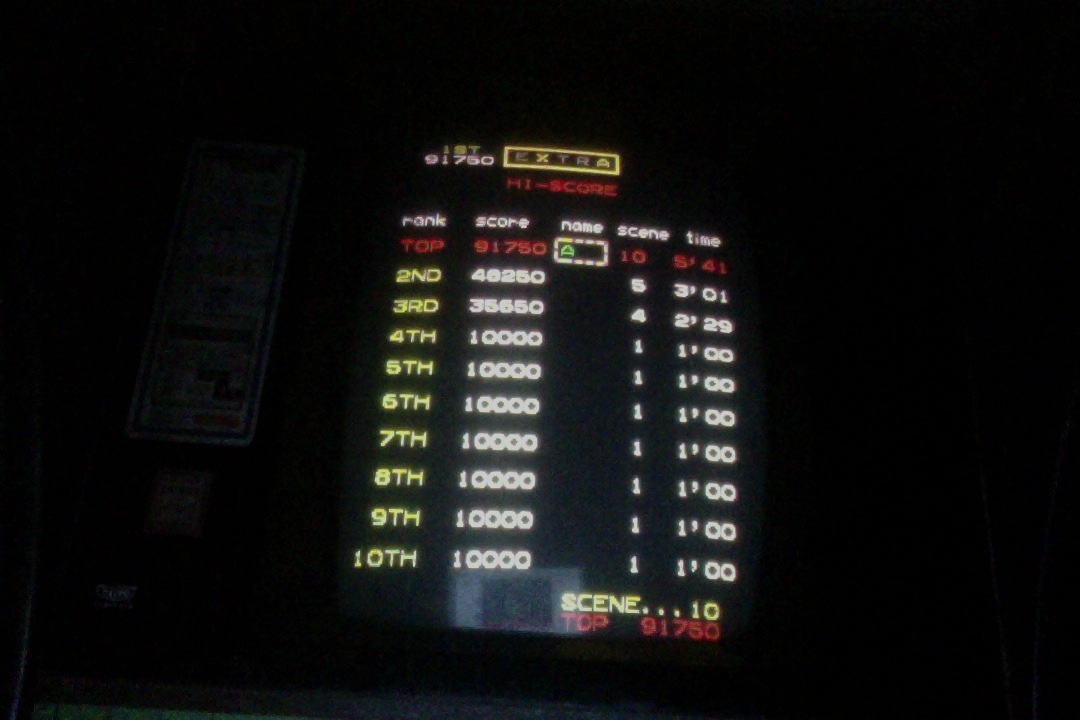 1ST
91750 EXTRA
HI-SCORE
rank score name scene time
TOP 91750 A 10 5'41
2ND 48250 5 3'01
3RD 35650 4 2'29
4TH 10000 1 1'00
5TH 10000 1 1'00
6TH 10000 1 1'00
7TH 10000 1 1'00
8TH 10000 1 1'00
9TH 10000 1 1'00
10TH 10000 1 1'00
SCENE...10
TOP 91750